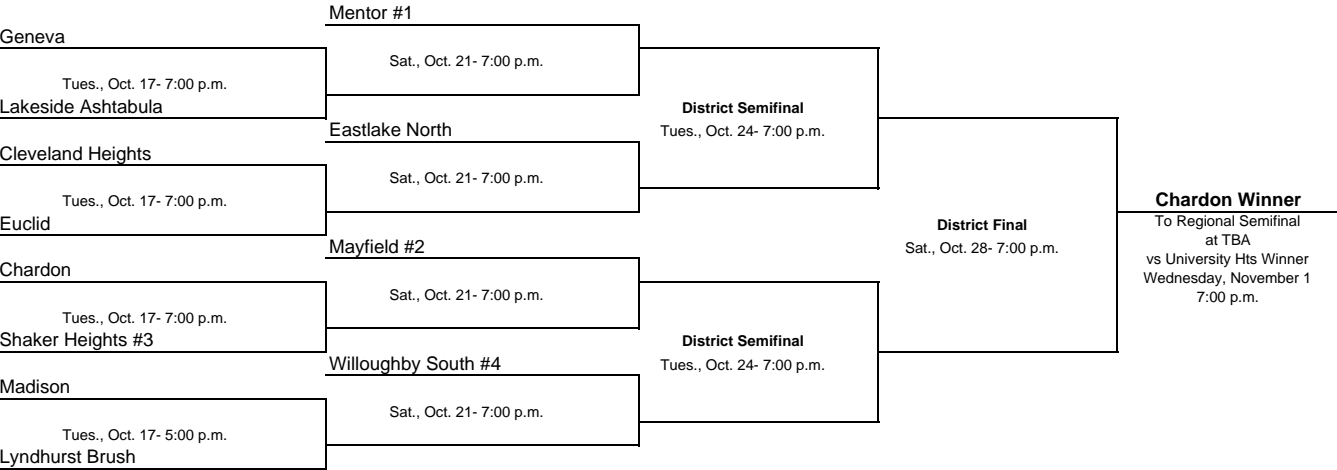 Mentor #1
Geneva
Sat., Oct. 21- 7:00 p.m.
Tues., Oct. 17- 7:00 p.m.
Lakeside Ashtabula
District Semifinal
Eastlake North
Tues., Oct. 24- 7:00 p.m.
Cleveland Heights
Sat., Oct. 21- 7:00 p.m.
Tues., Oct. 17- 7:00 p.m.
Euclid
Chardon Winner
To Regional Semifinal
at TBA
vs University Hts Winner
Wednesday, November 1
7:00 p.m.
District Final
Sat., Oct. 28- 7:00 p.m.
Mayfield #2
Chardon
Sat., Oct. 21- 7:00 p.m.
Tues., Oct. 17- 7:00 p.m.
Shaker Heights #3
District Semifinal
Willoughby South #4
Tues., Oct. 24- 7:00 p.m.
Madison
Sat., Oct. 21- 7:00 p.m.
Tues., Oct. 17- 5:00 p.m.
Lyndhurst Brush